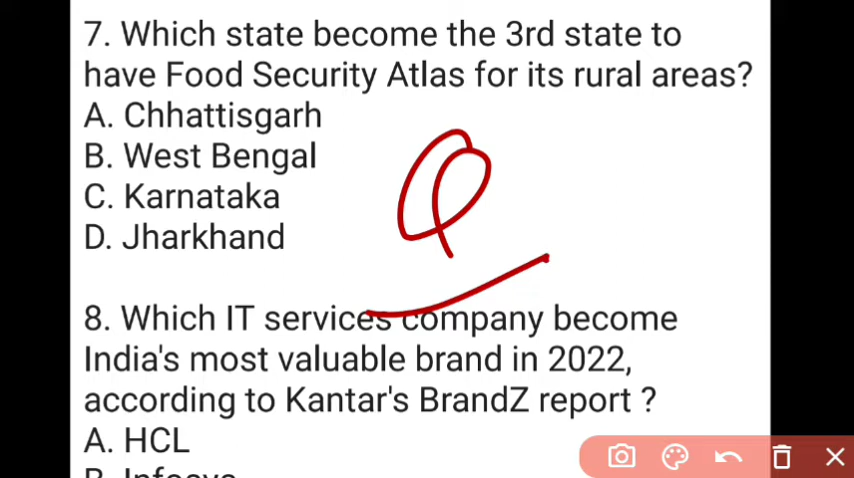 7. Which state become the 3rd state to
have Food Security Atlas for its rural areas?
A. Chhattisgarh
B. West Bengal
C. Karnataka
D. Jharkhand
8. Which IT services company become
India's most valuable brand in 2022,
according to Kantar's BrandZ report ?
A. HCL